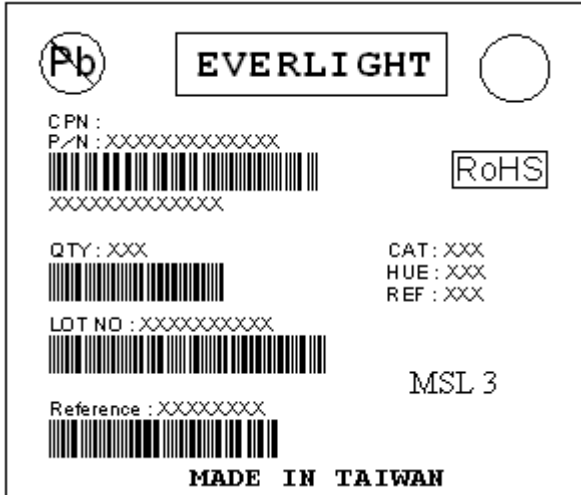 Pb
EVERLIGHT
CPN :
P/N : XXXXXXXXXXXXX
RoHS
XXXXXXXXXXXXX
QTY : XXX
CAT : XXX
HUE : XXX
REF : XXX
LOT NO : XXXXXXXXXX
MSL 3
Reference : XXXXXXXX
MADE IN TAIWAN